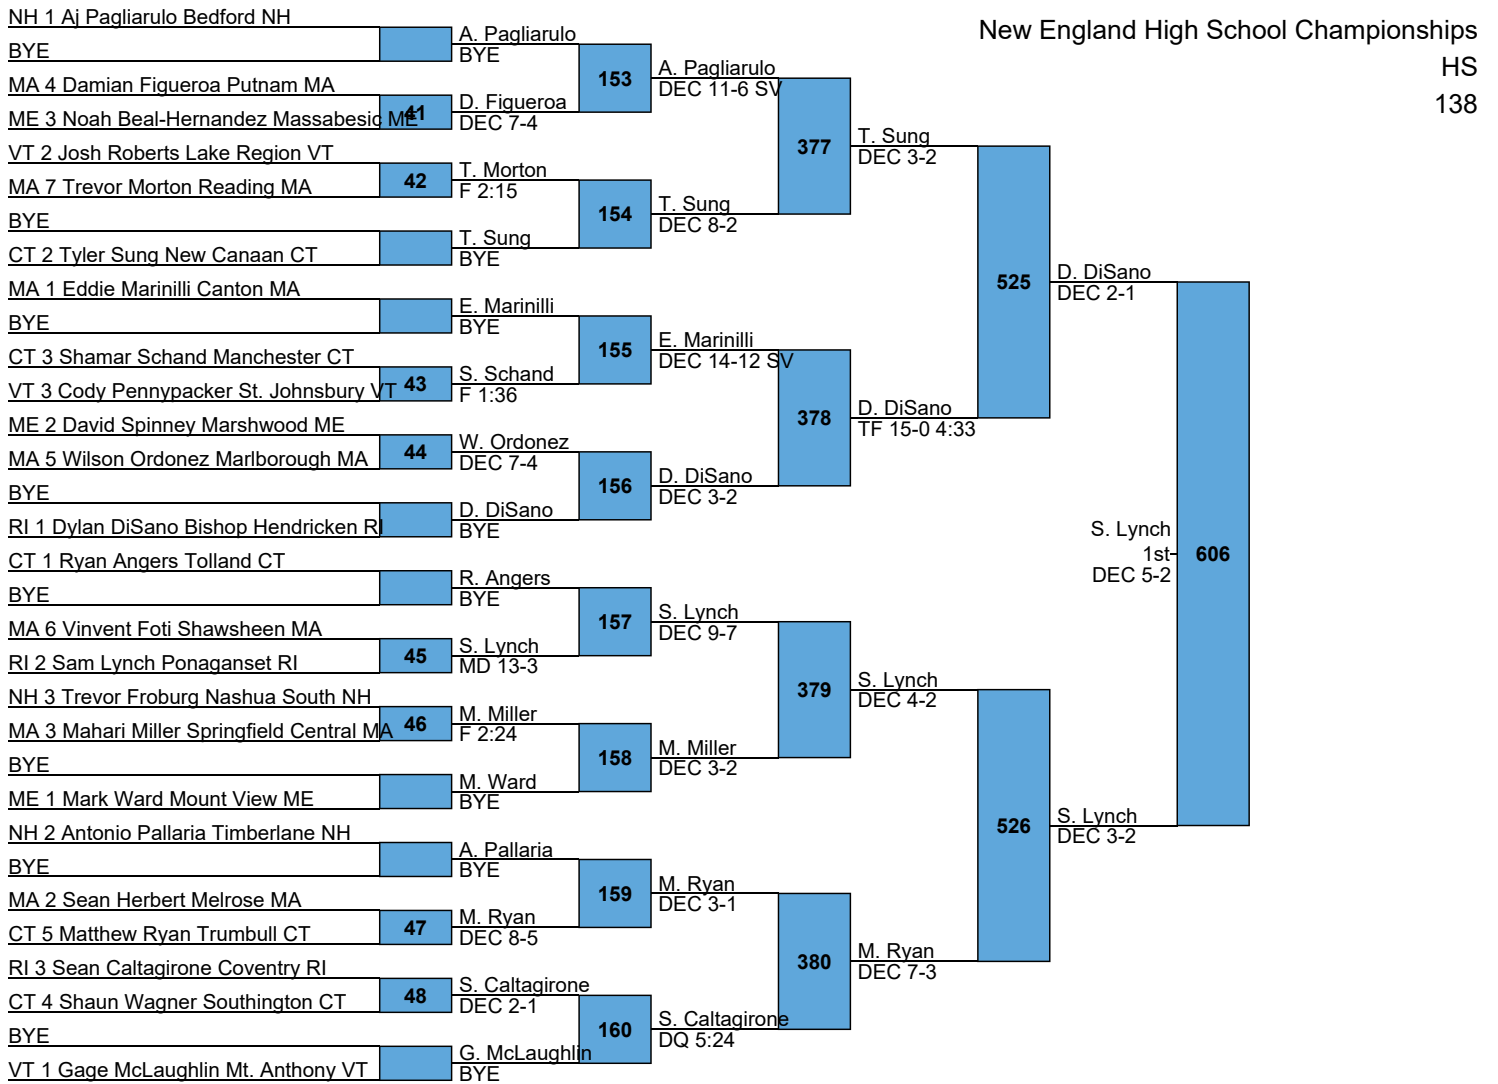 New England High School Championships
HS
138
NH 1 Aj Pagliarulo Bedford NH
BYE
MA 4 Damian Figueroa Putnam MA
ME 3 Noah Beal-Hernandez Massabesic ME
VT 2 Josh Roberts Lake Region VT
MA 7 Trevor Morton Reading MA
BYE
CT 2 Tyler Sung New Canaan CT
MA 1 Eddie Marinilli Canton MA
BYE
CT 3 Shamar Schand Manchester CT
VT 3 Cody Pennypacker St. Johnsbury VT
ME 2 David Spinney Marshwood ME
MA 5 Wilson Ordonez Marlborough MA
BYE
RI 1 Dylan DiSano Bishop Hendricken RI
CT 1 Ryan Angers Tolland CT
BYE
MA 6 Vinvent Foti Shawsheen MA
RI 2 Sam Lynch Ponaganset RI
NH 3 Trevor Froburg Nashua South NH
MA 3 Mahari Miller Springfield Central MA
BYE
ME 1 Mark Ward Mount View ME
NH 2 Antonio Pallaria Timberlane NH
BYE
MA 2 Sean Herbert Melrose MA
CT 5 Matthew Ryan Trumbull CT
RI 3 Sean Caltagirone Coventry RI
CT 4 Shaun Wagner Southington CT
BYE
VT 1 Gage McLaughlin Mt. Anthony VT
41
42
43
44
45
46
47
48
A. Pagliarulo
BYE
D. Figueroa
DEC 7-4
T. Morton
F 2:15
T. Sung
BYE
E. Marinilli
BYE
S. Schand
F 1:36
W. Ordonez
DEC 7-4
D. DiSano
BYE
R. Angers
BYE
S. Lynch
MD 13-3
M. Miller
F 2:24
M. Ward
BYE
A. Pallaria
BYE
M. Ryan
DEC 8-5
S. Caltagirone
DEC 2-1
G. McLaughlin
BYE
153
154
155
156
157
158
159
160
A. Pagliarulo
DEC 11-6 SV
T. Sung
DEC 8-2
E. Marinilli
DEC 14-12 SV
D. DiSano
DEC 3-2
S. Lynch
DEC 9-7
M. Miller
DEC 3-2
M. Ryan
DEC 3-1
S. Caltagirone
DQ 5:24
377
378
379
380
T. Sung
DEC 3-2
D. DiSano
TF 15-0 4:33
S. Lynch
DEC 4-2
M. Ryan
DEC 7-3
525
526
D. DiSano
DEC 2-1
S. Lynch
DEC 3-2
S. Lynch
1st
DEC 5-2
606